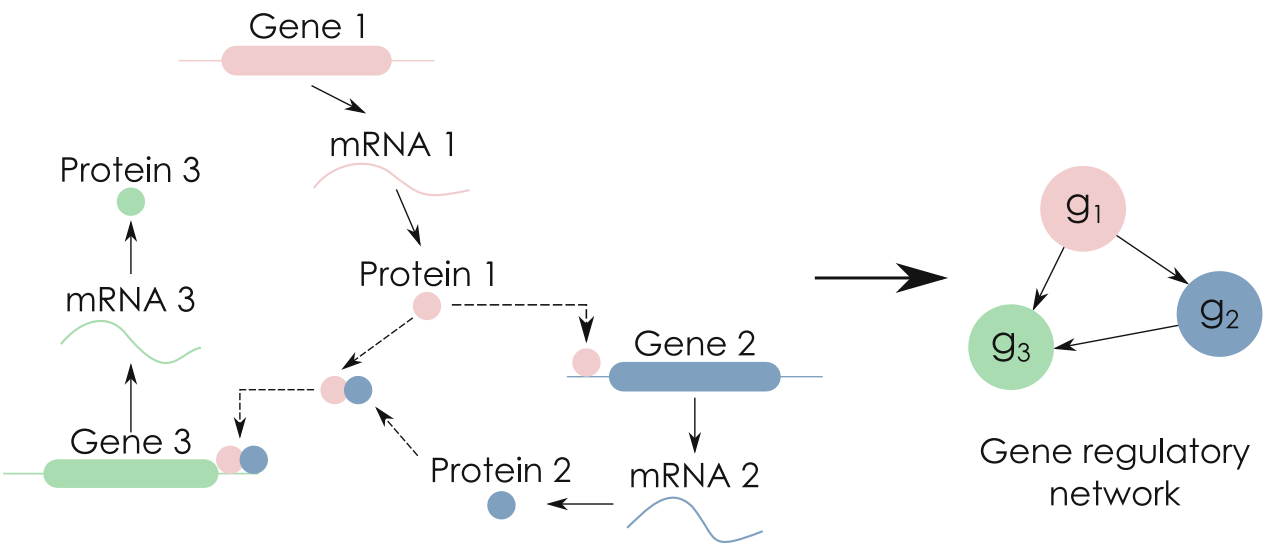 Gene 1
mRNA 1
Protein 3
Protein 1
mRNA 3
Gene 2
Gene 3
Protein 2
mRNA 2
g₁
g₂
g₃
Gene regulatory
network